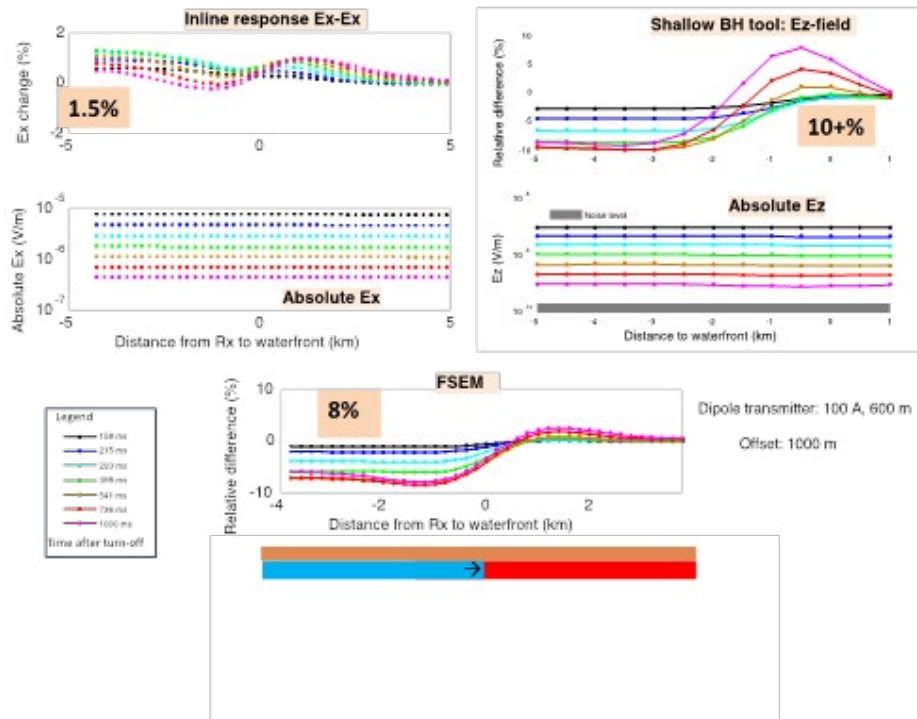 Inline response Ex-Ex
2
0
-2
Ex change (%)
1.5%
-5
0
5
10-5
10-6
10-7
Absolute Ex (V/m)
Absolute Ex
-5
0
5
Distance from Rx to waterfront (km)
Shallow BH tool: Ez-field
10
5
0
-5
-10
Relative difference (%)
10+%
-5
-4
-3
-2
-1
0
1
Absolute Ez
Noise level
Ez (V/m)
-5
-4
-3
-2
-1
0
1
Distance to waterfront (km)
FSEM
10
0
-10
Relative difference (%)
8%
-4
-2
0
2
Distance from Rx to waterfront (km)
Dipole transmitter: 100 A, 600 m
Offset: 1000 m
Legend
215 ms
1000 ms
Time after turn-off
→